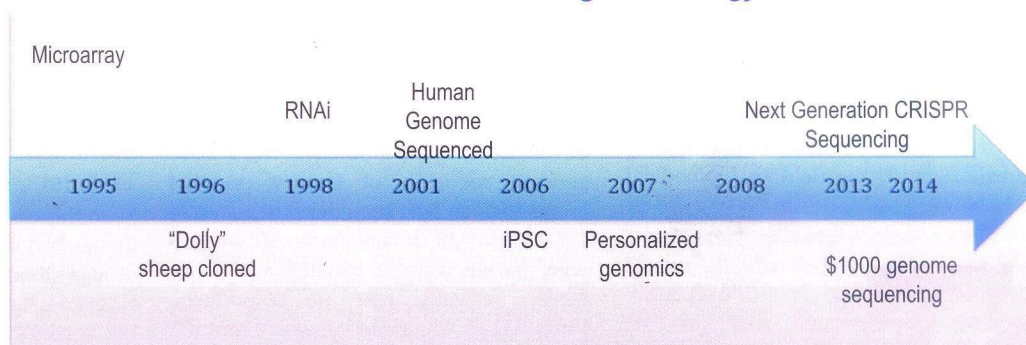 Microarray
RNAi
Human
Genome
Sequenced
Next Generation CRISPR
Sequencing
1995 1996 1998 2001 2006 2007 2008 2013 2014
"Dolly"
sheep cloned
iPSC
Personalized
genomics
$1000 genome
sequencing